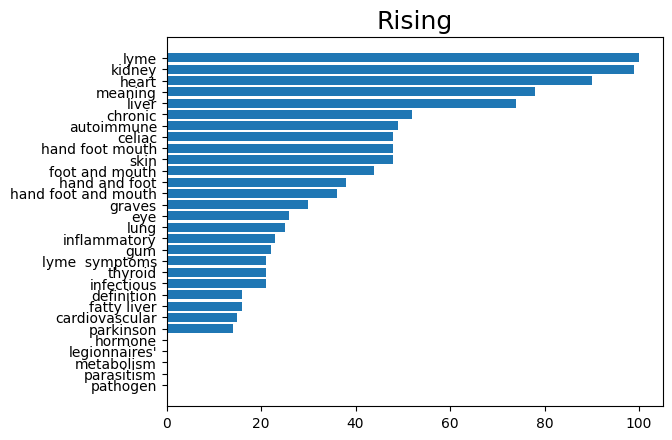 Rising
lyme
kidney
heart
meaning
liver
chronic
autoimmune
celiac
hand foot mouth
skin
foot and mouth
hand and foot
hand foot and mouth
graves
eye
lung
inflammatory
gum
lyme  symptoms
thyroid
infectious
definition
fatty liver
cardiovascular
parkinson
hormone
legionnaires'
metabolism
parasitism
pathogen
0 20 40 60 80 100